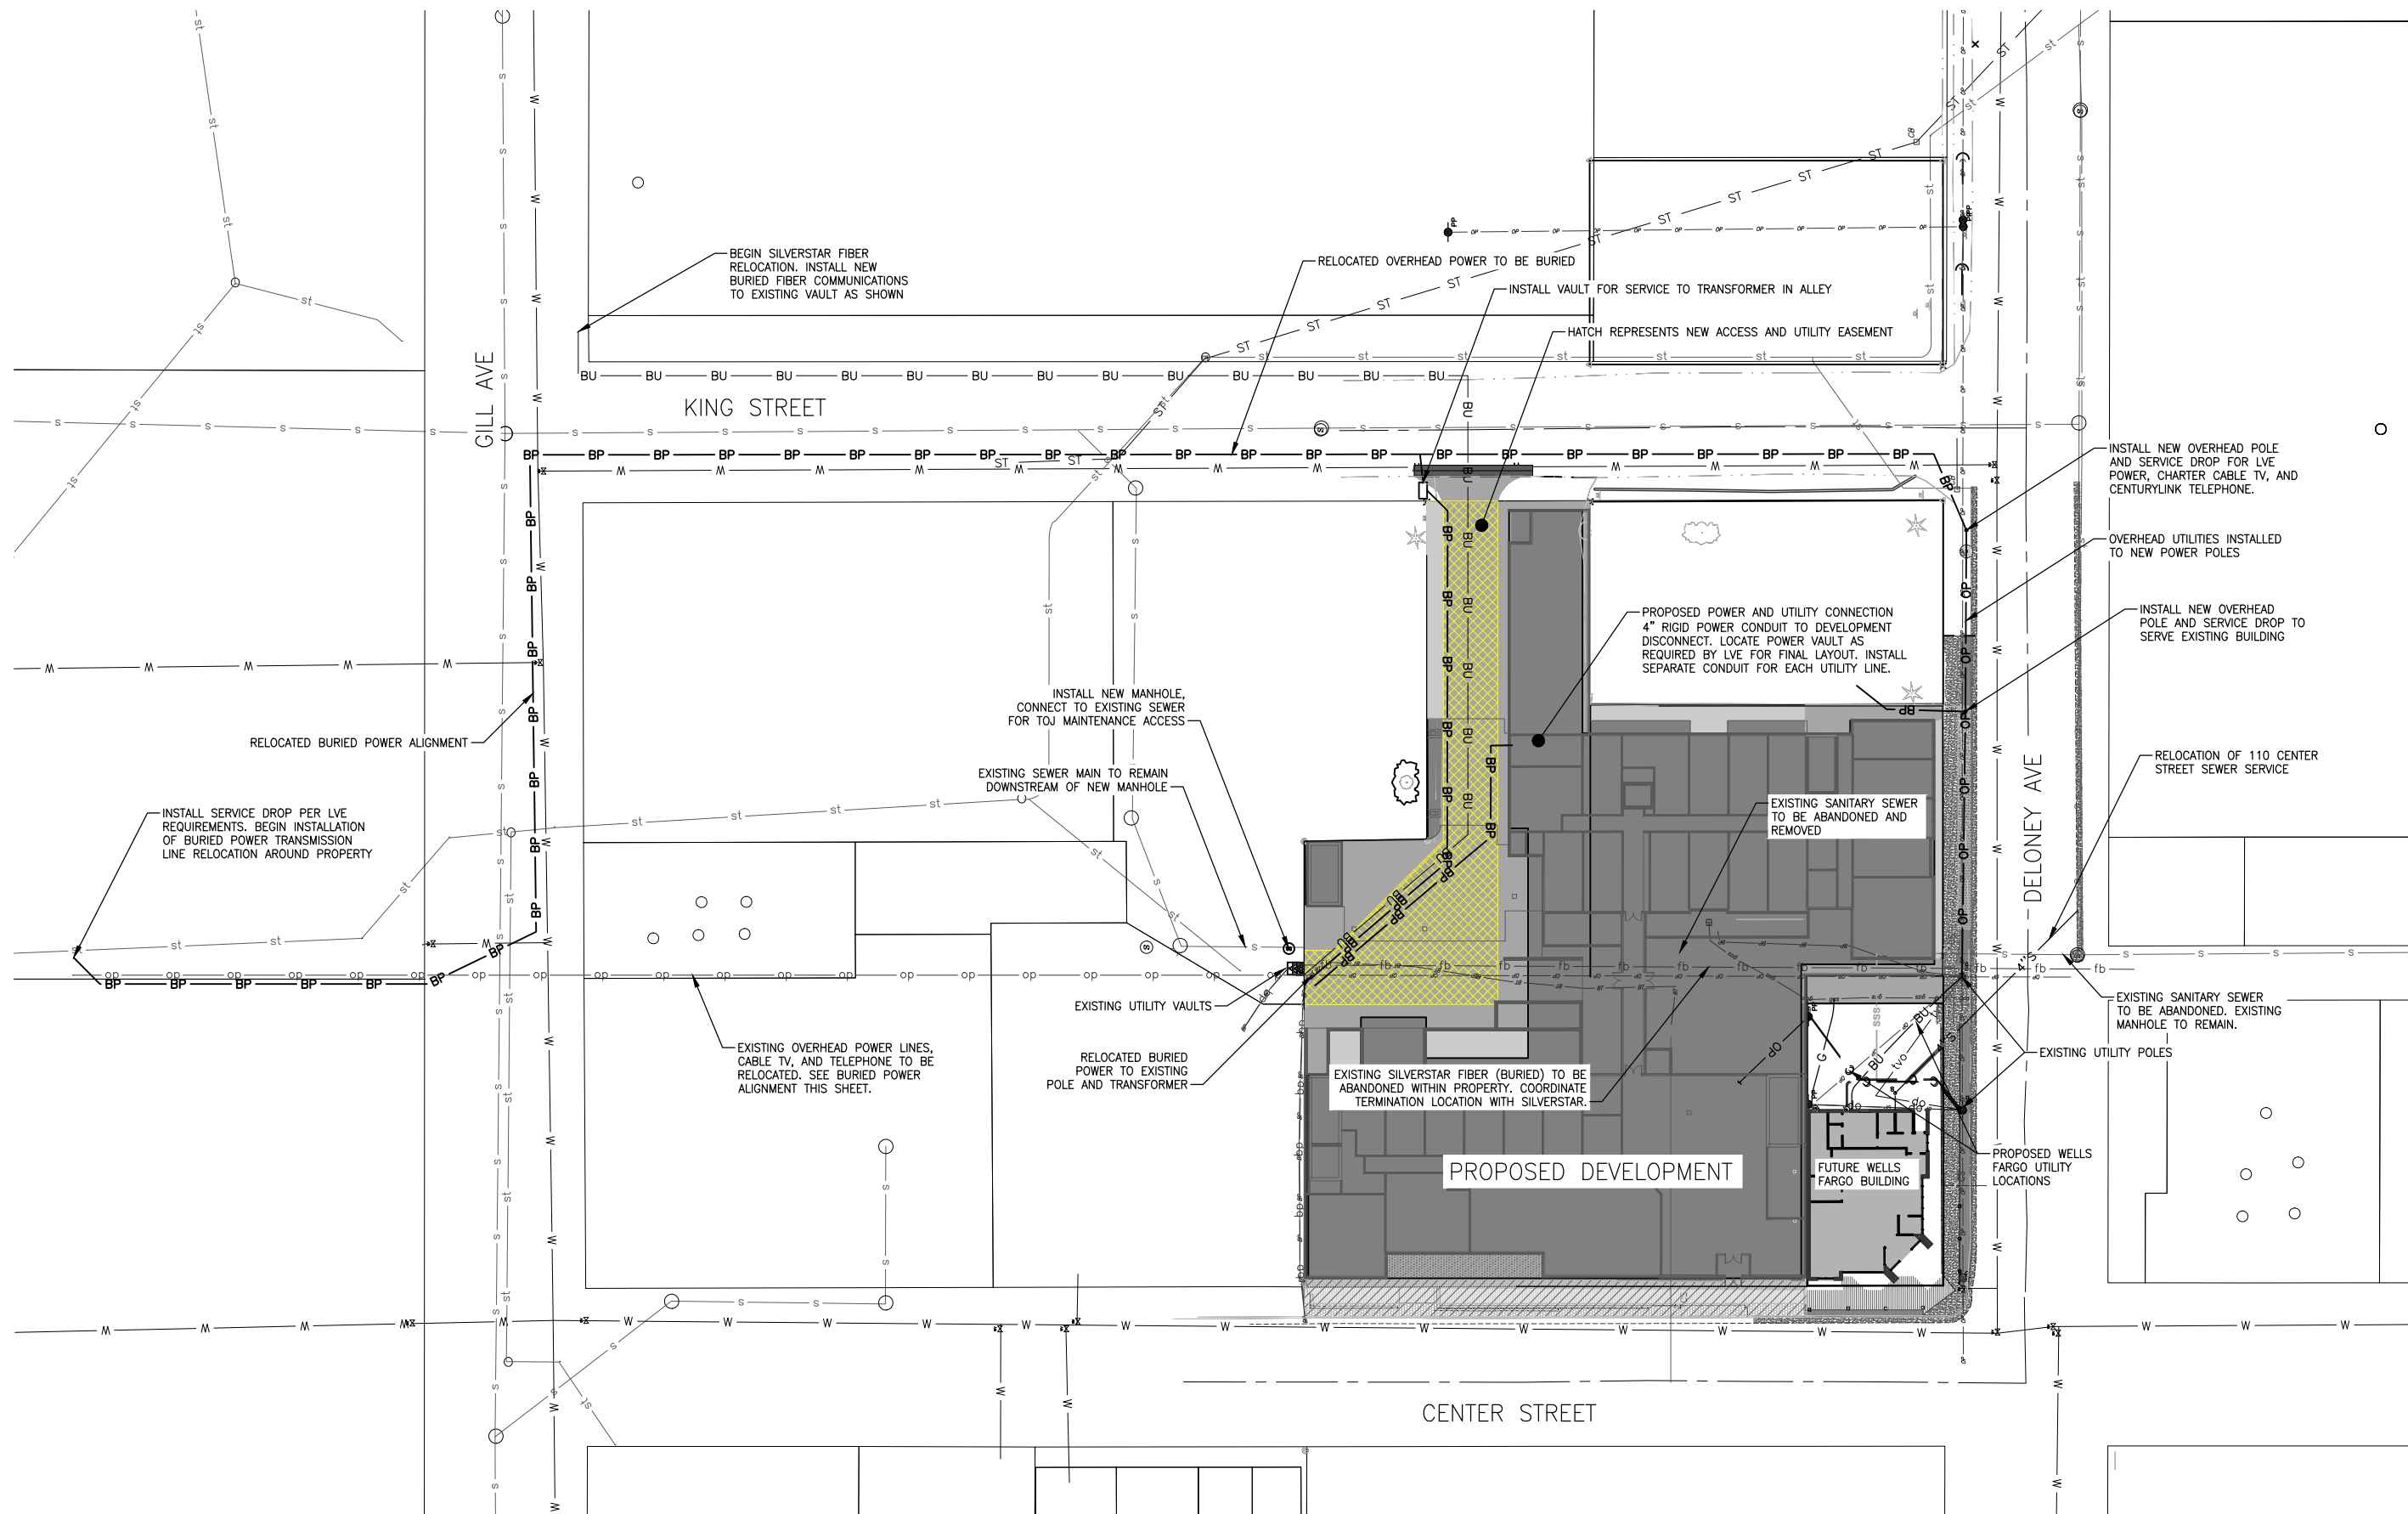 BEGIN SILVERSTAR FIBER
RELOCATION. INSTALL NEW
BURIED FIBER COMMUNICATIONS
TO EXISTING VAULT AS SHOWN
RELOCATED OVERHEAD POWER TO BE BURIED
INSTALL VAULT FOR SERVICE TO TRANSFORMER IN ALLEY
HATCH REPRESENTS NEW ACCESS AND UTILITY EASEMENT
GILL AVE
KING STREET
INSTALL NEW OVERHEAD POLE
AND SERVICE DROP FOR LVE
POWER, CHARTER CABLE TV, AND
CENTURYLINK TELEPHONE.
OVERHEAD UTILITIES INSTALLED
TO NEW POWER POLES
INSTALL NEW OVERHEAD
POLE AND SERVICE DROP TO
SERVE EXISTING BUILDING
PROPOSED POWER AND UTILITY CONNECTION
4" RIGID POWER CONDUIT TO DEVELOPMENT
DISCONNECT. LOCATE POWER VAULT AS
REQUIRED BY LVE FOR FINAL LAYOUT. INSTALL
SEPARATE CONDUIT FOR EACH UTILITY LINE.
INSTALL NEW MANHOLE,
CONNECT TO EXISTING SEWER
FOR TOJ MAINTENANCE ACCESS
RELOCATED BURIED POWER ALIGNMENT
EXISTING SEWER MAIN TO REMAIN
DOWNSTREAM OF NEW MANHOLE
RELOCATION OF 110 CENTER
STREET SEWER SERVICE
DELONEY AVE
INSTALL SERVICE DROP PER LVE
REQUIREMENTS. BEGIN INSTALLATION
OF BURIED POWER TRANSMISSION
LINE RELOCATION AROUND PROPERTY
EXISTING SANITARY SEWER
TO BE ABANDONED AND
REMOVED
EXISTING UTILITY VAULTS
EXISTING SANITARY SEWER
TO BE ABANDONED. EXISTING
MANHOLE TO REMAIN.
EXISTING OVERHEAD POWER LINES,
CABLE TV, AND TELEPHONE TO BE
RELOCATED. SEE BURIED POWER
ALIGNMENT THIS SHEET.
RELOCATED BURIED
POWER TO EXISTING
POLE AND TRANSFORMER
EXISTING SILVERSTAR FIBER (BURIED) TO BE
ABANDONED WITHIN PROPERTY. COORDINATE
TERMINATION LOCATION WITH SILVERSTAR.
EXISTING UTILITY POLES
PROPOSED DEVELOPMENT
FUTURE WELLS
FARGO BUILDING
PROPOSED WELLS
FARGO UTILITY
LOCATIONS
4"S
CENTER STREET